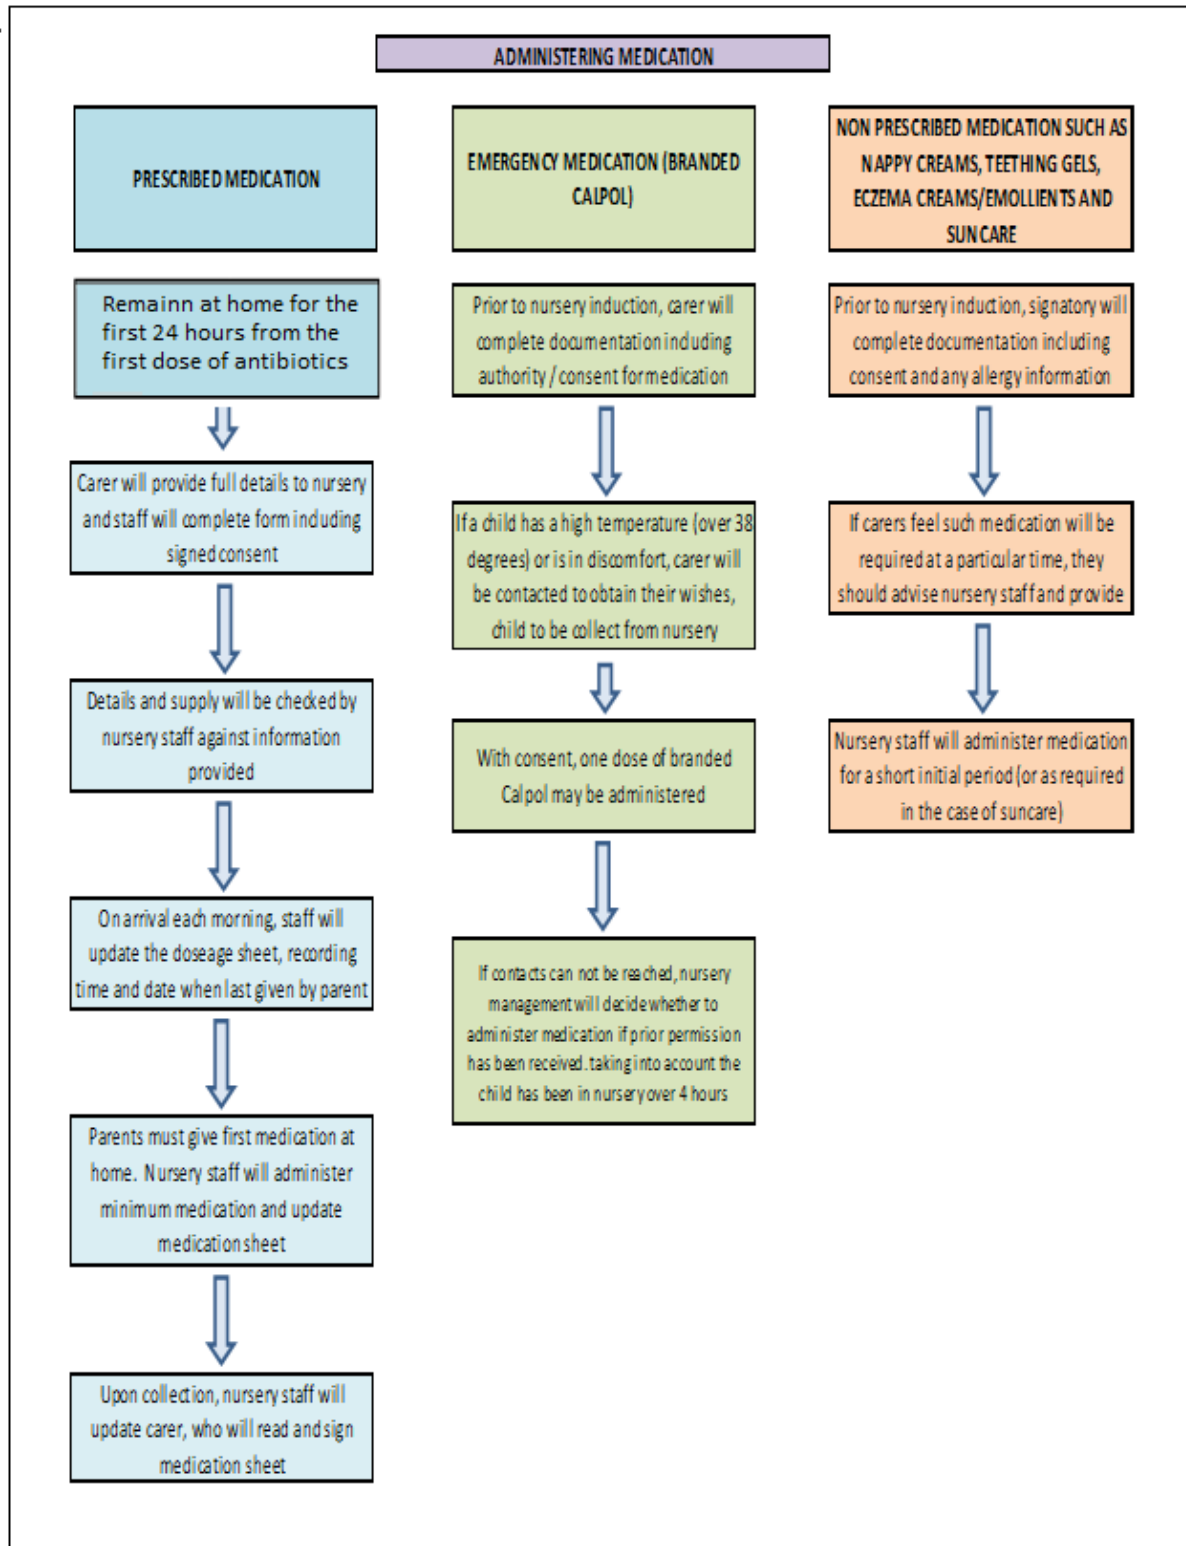 ADMINISTERING MEDICATION
PRESCRIBED MEDICATION
Remainn at home for the
first 24 hours from the
first dose of antibiotics
Carer will provide full details to nursery
and staff will complete form including
signed consent
Details and supply will be checked by
nursery staff against information
provided
On arrival each morning, staff will
update the doseage sheet, recording
time and date when last given by parent
Parents must give first medication at
home. Nursery staff will administer
minimum medication and update
medication sheet
Upon collection, nursery staff will
update carer, who will read and sign
medication sheet
EMERGENCY MEDICATION (BRANDED
CALPOL)
Prior to nursery induction, carer will
complete documentation including
authority / consent for medication
If a child has a high temperature (over 38
degrees) or is in discomfort, carer will
be contacted to obtain their wishes,
child to be collect from nursery
With consent, one dose of branded
Calpol may be administered
If contacts can not be reached, nursery
management will decide whether to
administer medication if prior permission
has been received. taking into account the
child has been in nursery over 4 hours
NON PRESCRIBED MEDICATION SUCH AS
NAPPY CREAMS, TEETHING GELS,
ECZEMA CREAMS/EMOLLIENTS AND
SUNCARE
Prior to nursery induction, signatory will
complete documentation including
consent and any allergy information
If carers feel such medication will be
required at a particular time, they
should advise nursery staff and provide
Nursery staff will administer medication
for a short initial period (or as required
in the case of suncare)